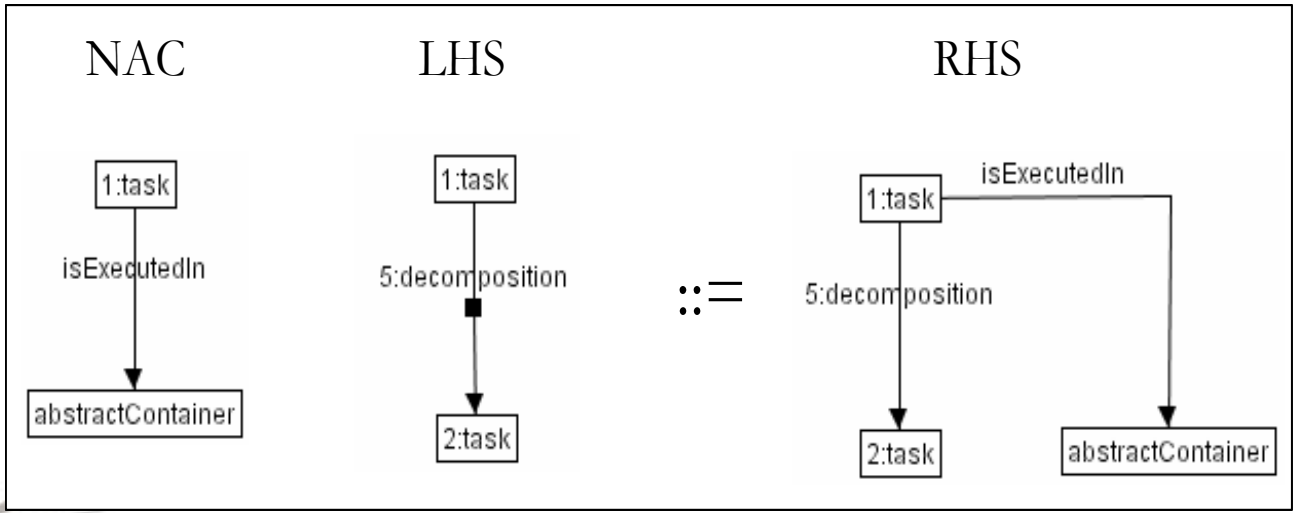 NAC LHS RHS
1:task
isExecutedIn
abstractContainer
1:task
5:decomposition
2:task
::=
isExecutedIn
1:task
5:decomposition
2:task
abstractContainer